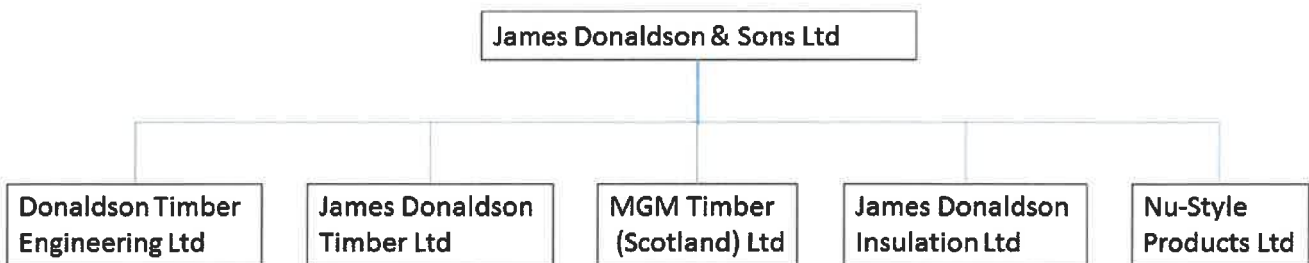 James Donaldson & Sons Ltd
Donaldson Timber
Engineering Ltd
James Donaldson
Timber Ltd
MGM Timber
(Scotland) Ltd
James Donaldson
Insulation Ltd
Nu-Style
Products Ltd